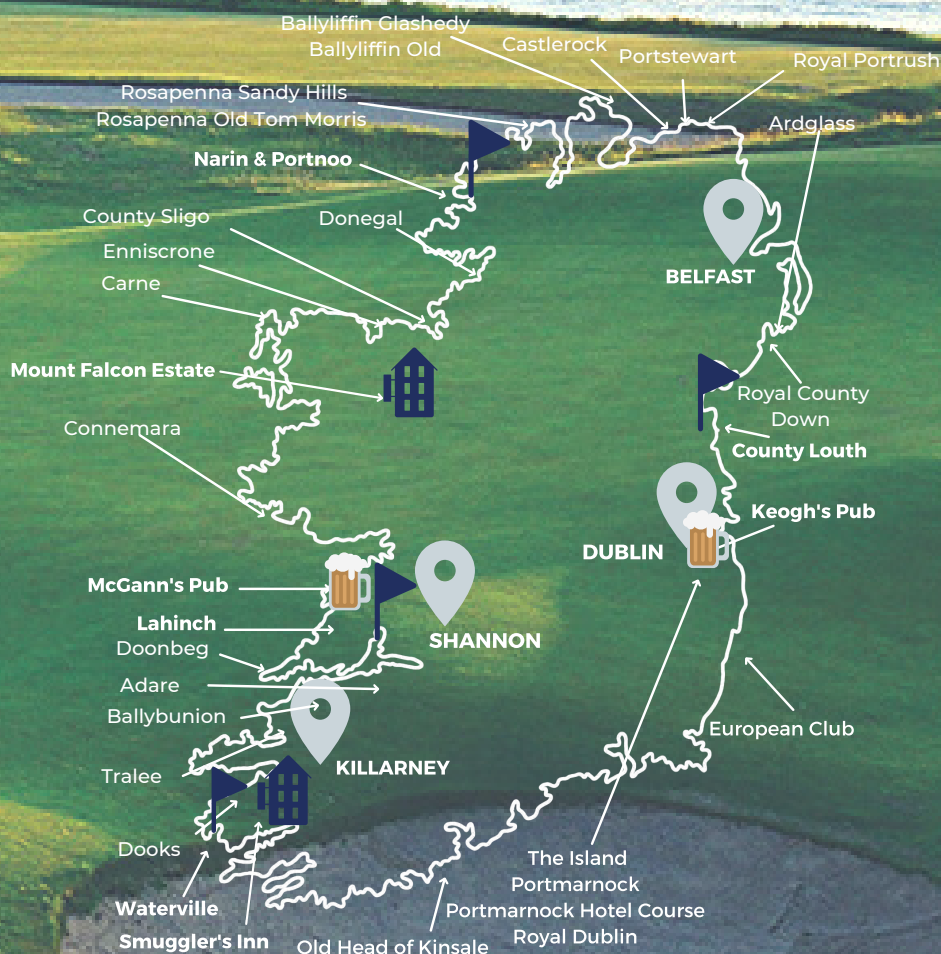 Ballyliffin Glashedy
Ballyliffin Old
Castlerock
Portstewart
Royal Portrush
Rosapenna Sandy Hills
Rosapenna Old Tom Morris
Ardglass
Narin & Portnoo
County Sligo
Donegal
Enniscrone
Carne
BELFAST
Mount Falcon Estate
Royal County
Down
Connemara
County Louth
Keogh's Pub
DUBLIN
McGann's Pub
Lahinch
SHANNON
Doonbeg
Adare
Ballybunion
European Club
KILLARNEY
Tralee
Dooks
The Island
Portmarnock
Portmarnock Hotel Course
Royal Dublin
Waterville
Smuggler's Inn
Old Head of Kinsale